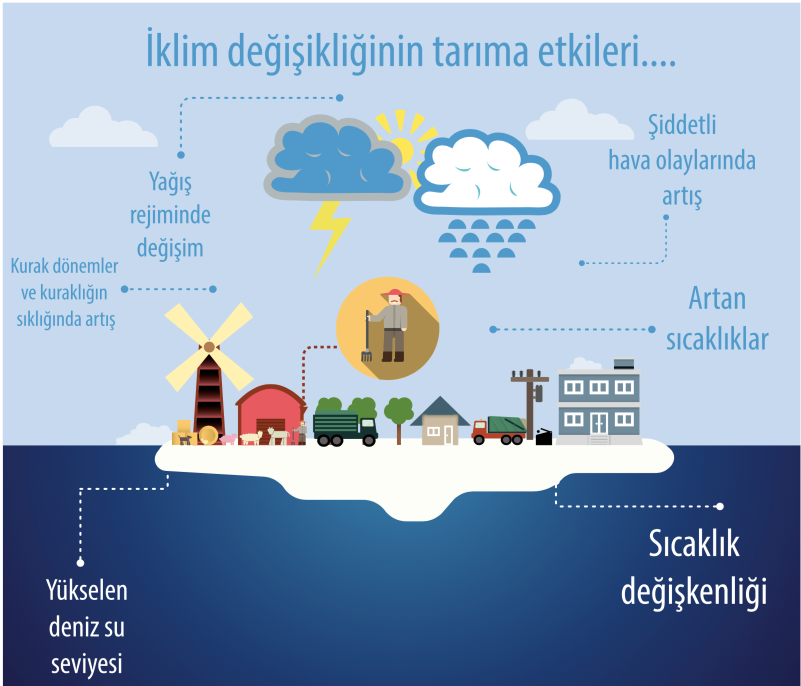 İklim değişikliğinin tarıma etkileri....
Yağış
rejiminde
değişim
Şiddetli
hava olaylarında
artış
Kurak dönemler
ve kuraklığın
sıklığında artış
Artan
sıcaklıklar
Sıcaklık
değişkenliği
Yükselen
deniz su
seviyesi